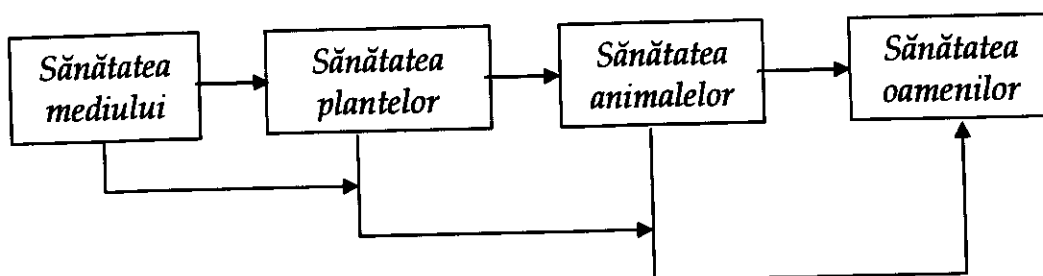 Sănătatea
mediului
Sănătatea
plantelor
Sănătatea
animalelor
Sănătatea
oamenilor